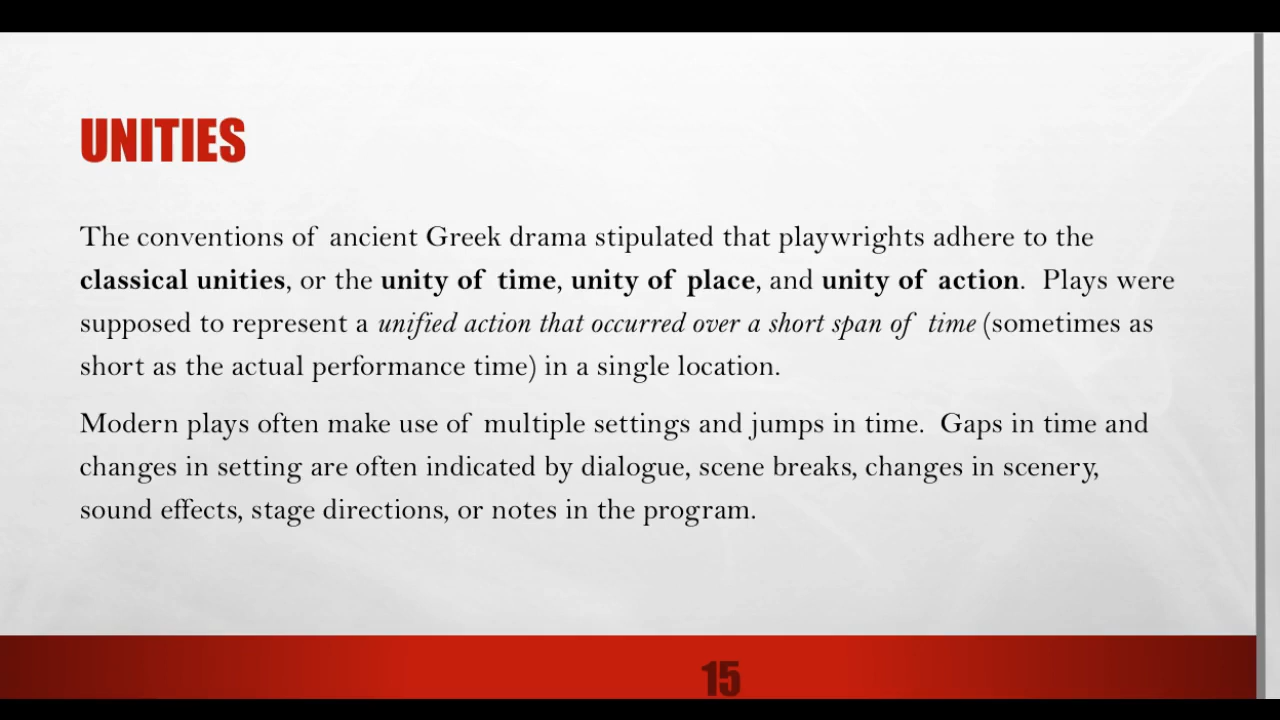 UNITIES
The conventions of ancient Greek drama stipulated that playwrights adhere to the
classical unities, or the unity of time, unity of place, and unity of action. Plays were
supposed to represent a unified action that occurred over a short span of time (sometimes as
short as the actual performance time) in a single location.
Modern plays often make use of multiple settings and jumps in time. Gaps in time and
changes in setting are often indicated by dialogue, scene breaks, changes in scenery,
sound effects, stage directions, or notes in the program.
15